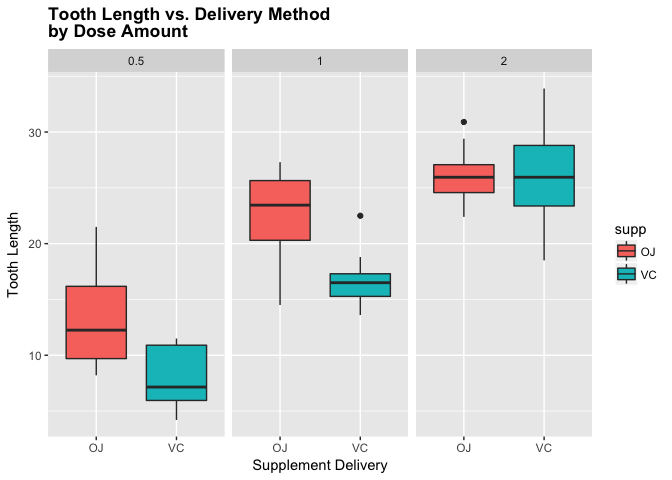 Tooth Length vs. Delivery Method
by Dose Amount
0.5
1
2
30
20
10
Tooth Length
OJ
VC
OJ
VC
OJ
VC
Supplement Delivery
supp
OJ
VC